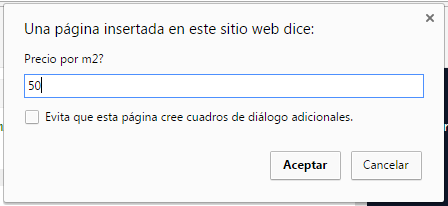 Una página insertada en este sitio web dice:
Precio por m2?
50
Evita que esta página cree cuadros de diálogo adicionales.
Aceptar
Cancelar